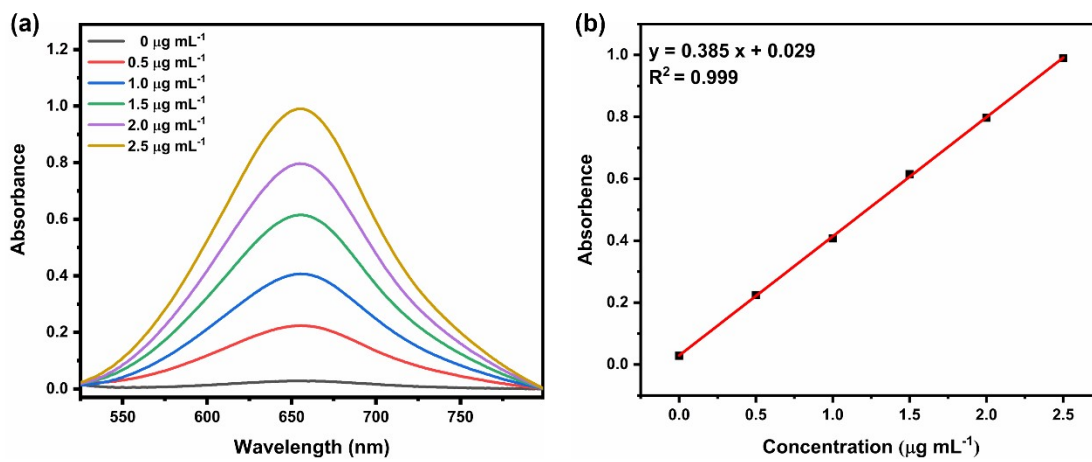 (a)
0 μg mL⁻¹
0.5 μg mL⁻¹
1.0 μg mL⁻¹
1.5 μg mL⁻¹
2.0 μg mL⁻¹
2.5 μg mL⁻¹
1.2
1.0
0.8
0.6
0.4
0.2
0.0
Absorbance
550 600 650 700 750
Wavelength (nm)
(b)
y = 0.385 x + 0.029
R² = 0.999
1.0
0.8
0.6
0.4
0.2
0.0
Absorbence
0.0 0.5 1.0 1.5 2.0 2.5
Concentration (μg mL⁻¹)